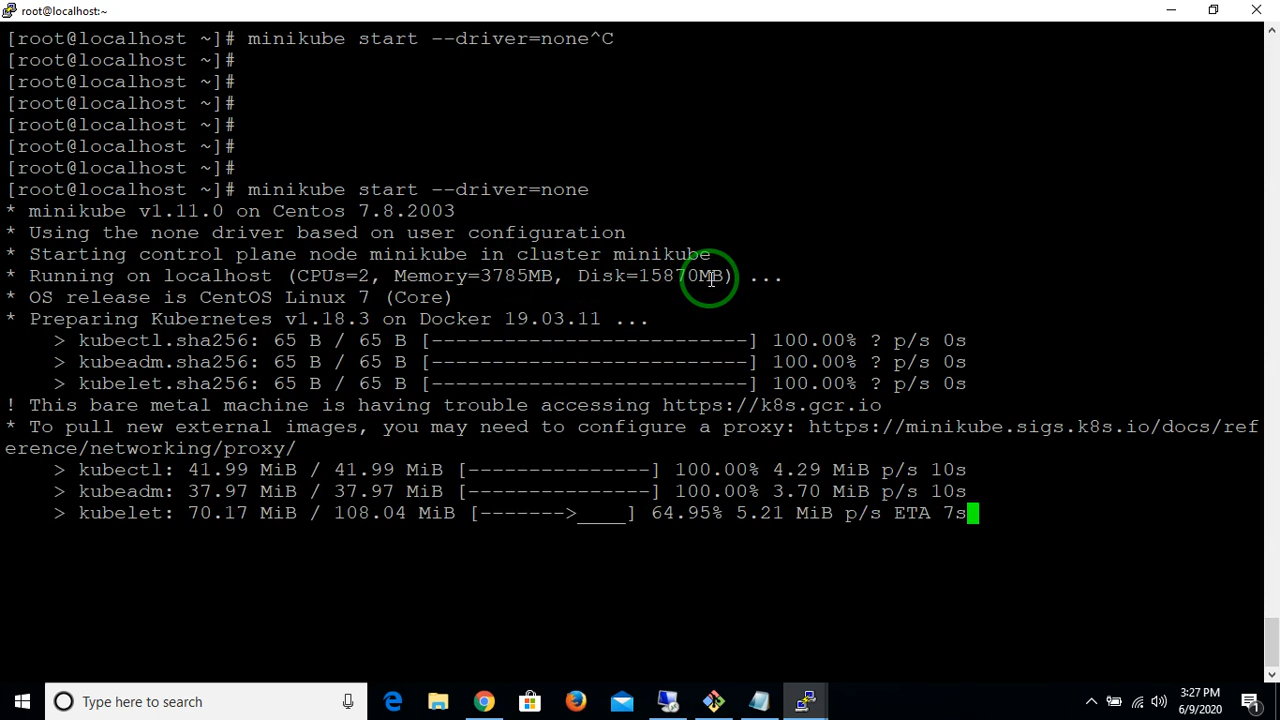 root@localhost:~
[root@localhost ~]# minikube start --driver=none^C
[root@localhost ~]#
[root@localhost ~]#
[root@localhost ~]#
[root@localhost ~]#
[root@localhost ~]#
[root@localhost ~]#
[root@localhost ~]# minikube start --driver=none
* minikube v1.11.0 on Centos 7.8.2003
* Using the none driver based on user configuration
* Starting control plane node minikube in cluster minikube
* Running on localhost (CPUs=2, Memory=3785MB, Disk=15870MB) ...
* OS release is CentOS Linux 7 (Core)
* Preparing Kubernetes v1.18.3 on Docker 19.03.11 ...
> kubectl.sha256: 65 B / 65 B [--------------------------] 100.00% ? p/s 0s
> kubeadm.sha256: 65 B / 65 B [--------------------------] 100.00% ? p/s 0s
> kubelet.sha256: 65 B / 65 B [--------------------------] 100.00% ? p/s 0s
! This bare metal machine is having trouble accessing https://k8s.gcr.io
* To pull new external images, you may need to configure a proxy: https://minikube.sigs.k8s.io/docs/ref
erence/networking/proxy/
> kubectl: 41.99 MiB / 41.99 MiB [---------------] 100.00% 4.29 MiB p/s 10s
> kubeadm: 37.97 MiB / 37.97 MiB [---------------] 100.00% 3.70 MiB p/s 10s
> kubelet: 70.17 MiB / 108.04 MiB [------->____] 64.95% 5.21 MiB p/s ETA 7s
Type here to search
3:27 PM
6/9/2020
1